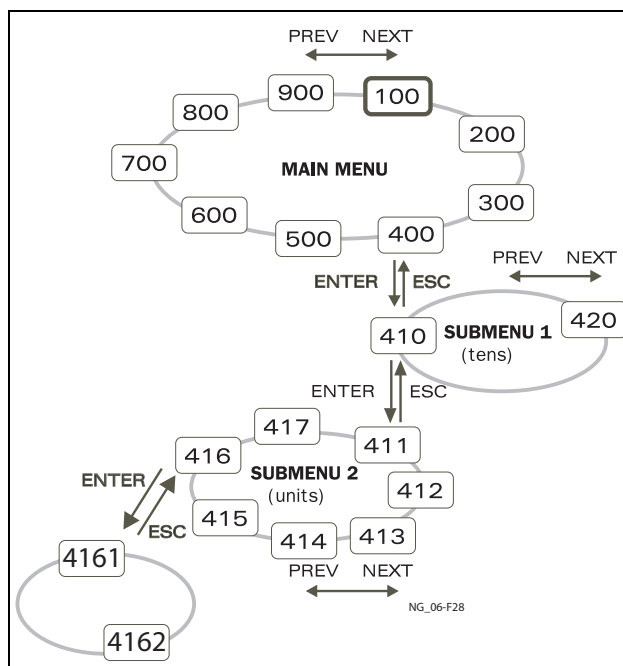 PREV NEXT
900 100
800 200
700 MAIN MENU 300
600 500 400
ENTER ESC
PREV NEXT
410 SUBMENU 1 420
(tens)
ENTER ESC
417 411
416 SUBMENU 2 412
(units)
415 414 413
ENTER ESC
PREV NEXT
4161
4162
NG_06-F28